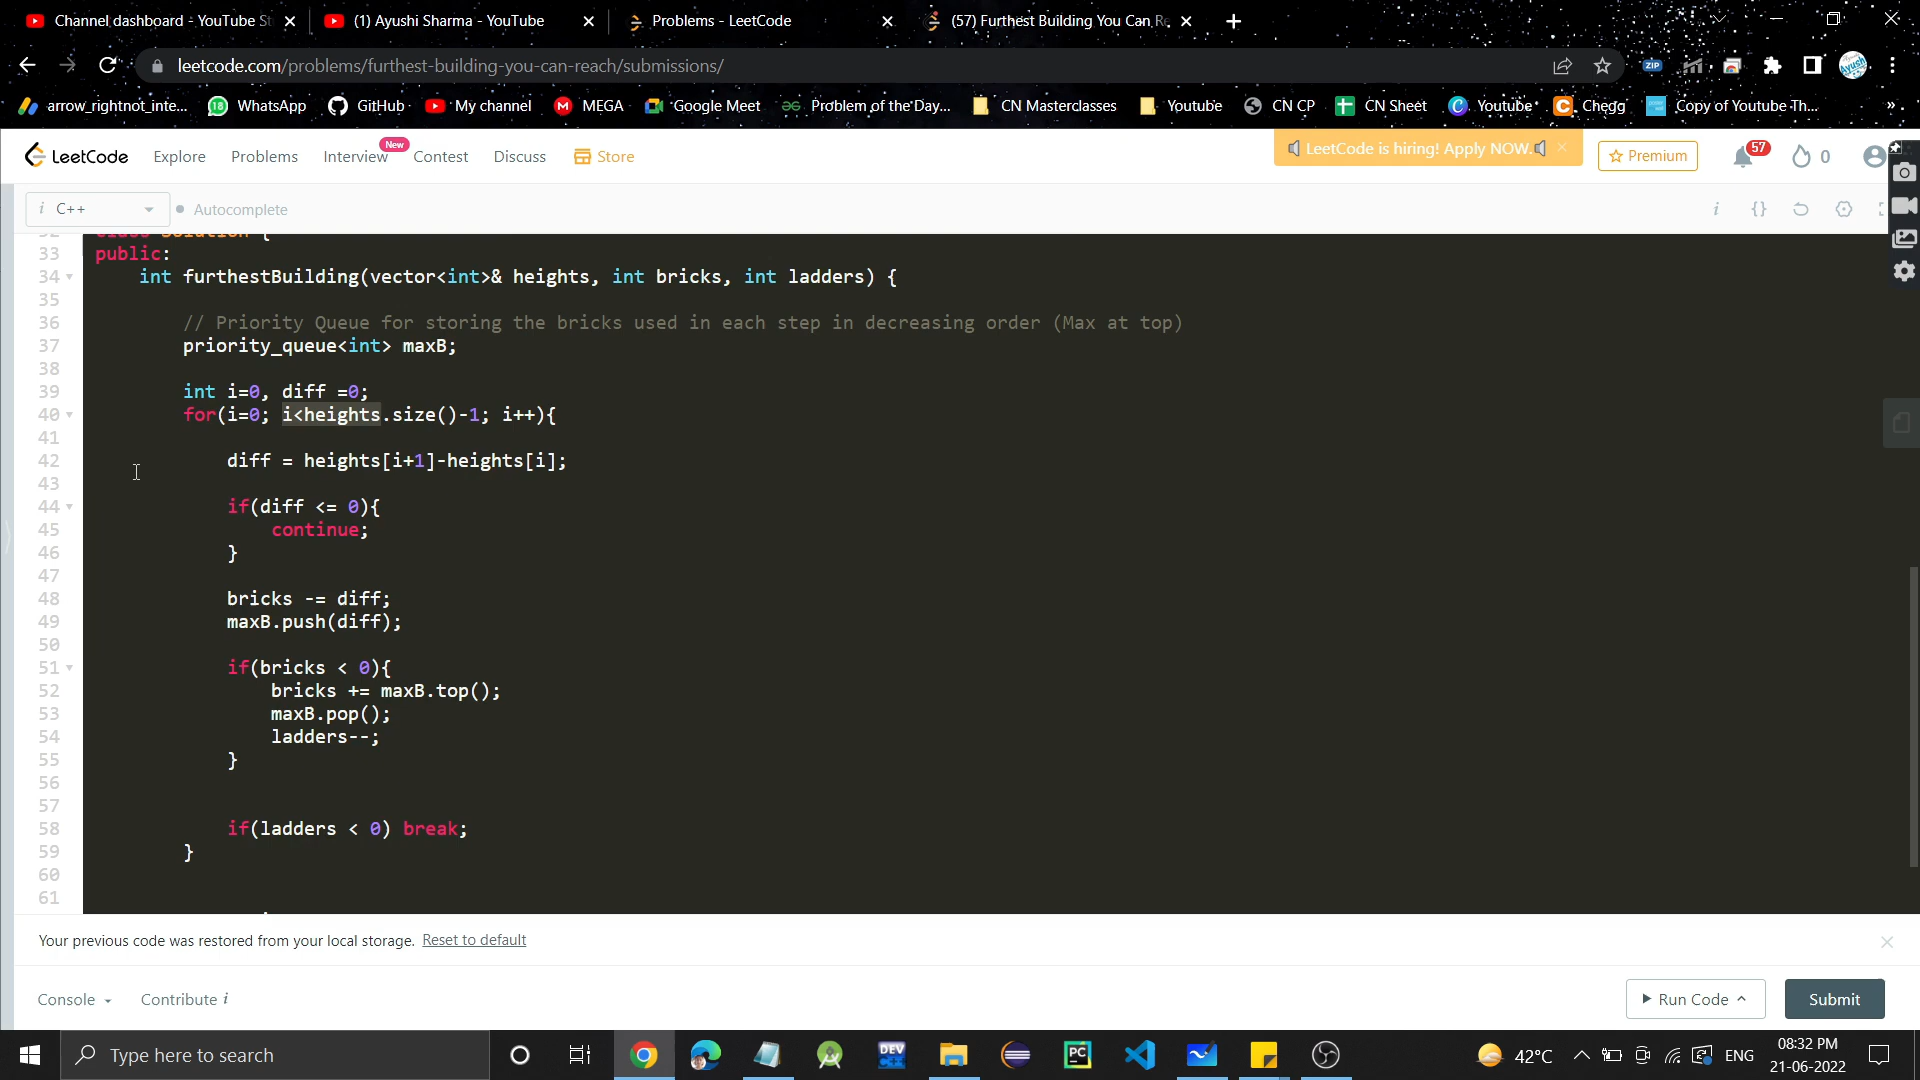 Channel dashboard - YouTube St
(1) Ayushi Sharma - YouTube
Problems - LeetCode
(57) Furthest Building You Can Re
leetcode.com/problems/furthest-building-you-can-reach/submissions/
arrow_rightnot_inte...
WhatsApp
GitHub
My channel
MEGA
Google Meet
Problem of the Day...
CN Masterclasses
Youtube
CN CP
CN Sheet
Youtube
Chegg
Copy of Youtube Th...
LeetCode
Explore
Problems
Interview
New
Contest
Discuss
Store
LeetCode is hiring! Apply NOW.
Premium
57
0
i C++
Autocomplete
32 class Solution {
33 public:
34 int furthestBuilding(vector<int>& heights, int bricks, int ladders) {
35
36 // Priority Queue for storing the bricks used in each step in decreasing order (Max at top)
37 priority_queue<int> maxB;
38
39 int i=0, diff =0;
40 for(i=0; i<heights.size()-1; i++){
41
42 diff = heights[i+1]-heights[i];
43
44 if(diff <= 0){
45 continue;
46 }
47
48 bricks -= diff;
49 maxB.push(diff);
50
51 if(bricks < 0){
52 bricks += maxB.top();
53 maxB.pop();
54 ladders--;
55 }
56
57
58 if(ladders < 0) break;
59 }
60
61
Your previous code was restored from your local storage. Reset to default
Console
Contribute i
Run Code
Submit
Type here to search
42°C
ENG
08:32 PM
21-06-2022